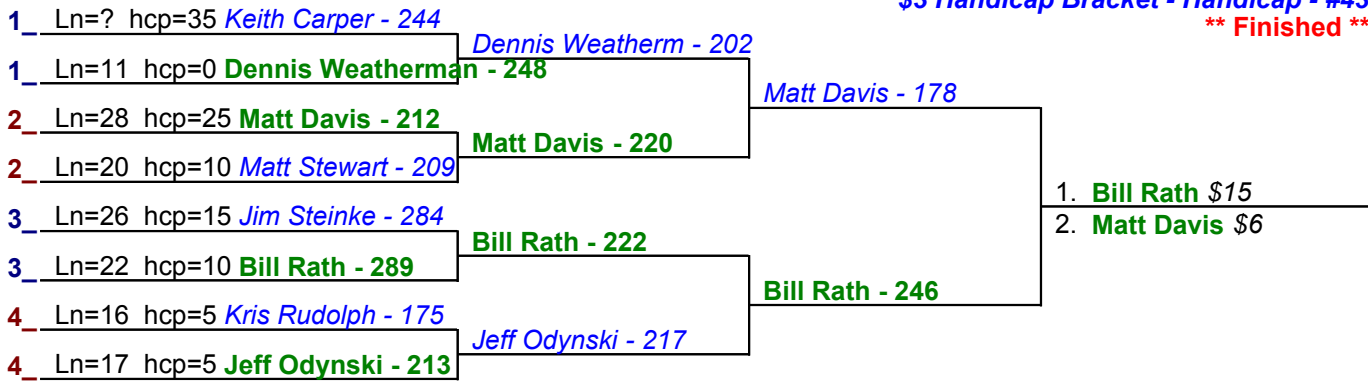 $3 Handicap Bracket - Handicap - #43
** Finished **
1_ Ln=? hcp=35 Keith Carper - 244
Dennis Weatherm - 202
1_ Ln=11 hcp=0 Dennis Weatherman - 248
Matt Davis - 178
2_ Ln=28 hcp=25 Matt Davis - 212
Matt Davis - 220
2_ Ln=20 hcp=10 Matt Stewart - 209
1. Bill Rath $15
2. Matt Davis $6
3_ Ln=26 hcp=15 Jim Steinke - 284
Bill Rath - 222
3_ Ln=22 hcp=10 Bill Rath - 289
Bill Rath - 246
4_ Ln=16 hcp=5 Kris Rudolph - 175
Jeff Odynski - 217
4_ Ln=17 hcp=5 Jeff Odynski - 213